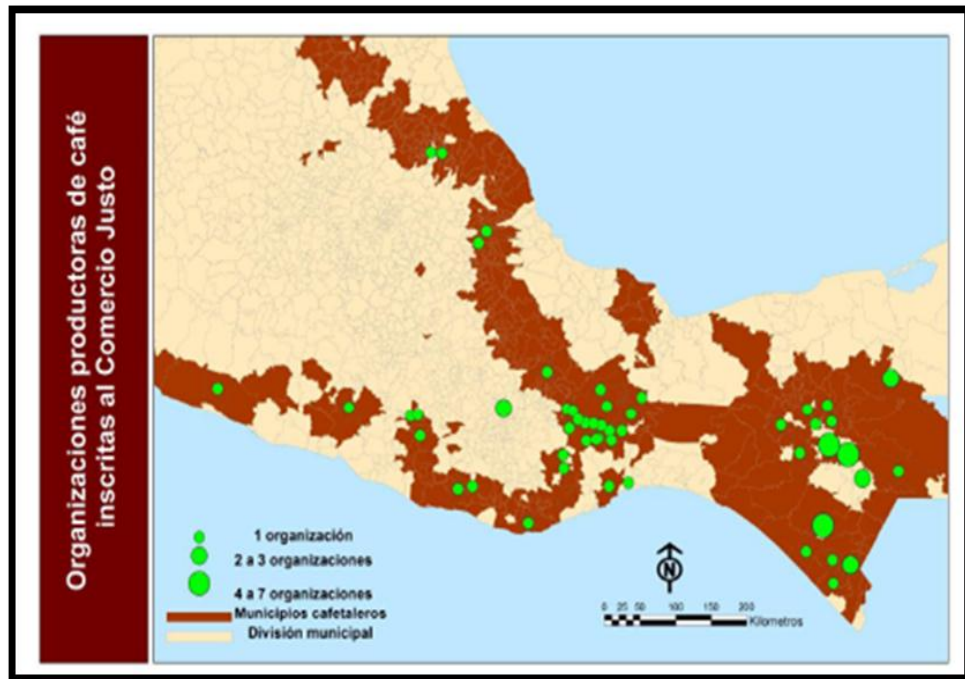 Organizaciones productoras de café
inscritas al Comercio Justo
1 organización
2 a 3 organizaciones
4 a 7 organizaciones
Municipios cafetaleros
División municipal
N
0 25 50 100 150 200
Kilometros